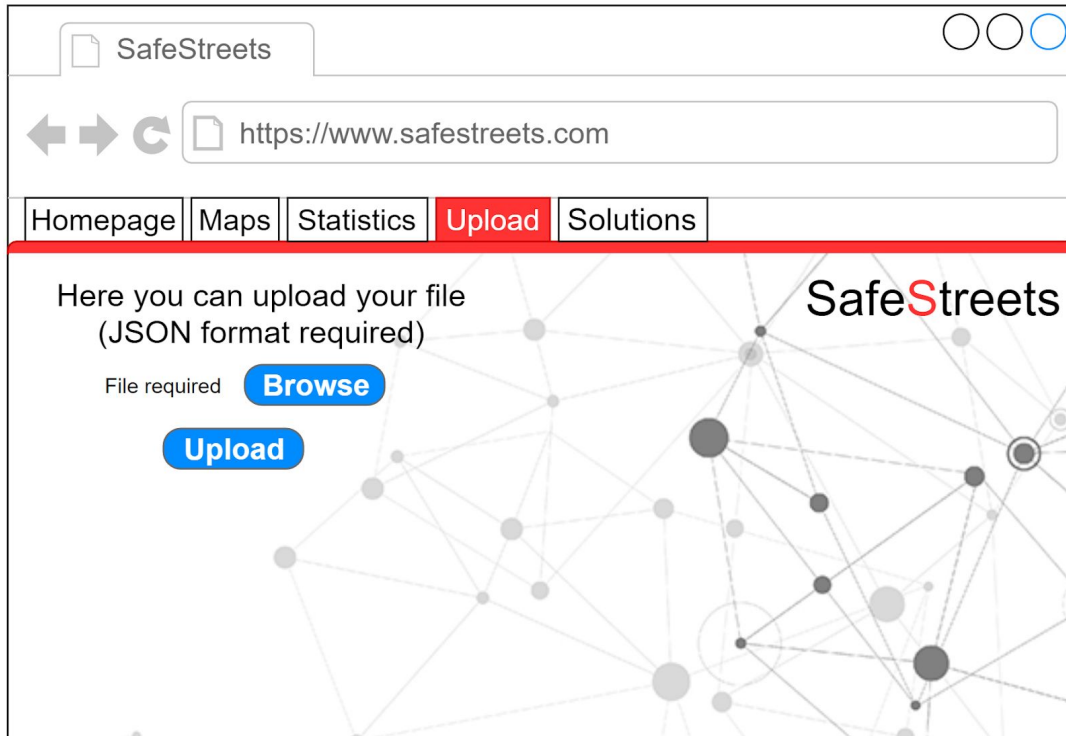 SafeStreets
https://www.safestreets.com
Homepage Maps Statistics Upload Solutions
Here you can upload your file
(JSON format required)
SafeStreets
File required Browse
Upload